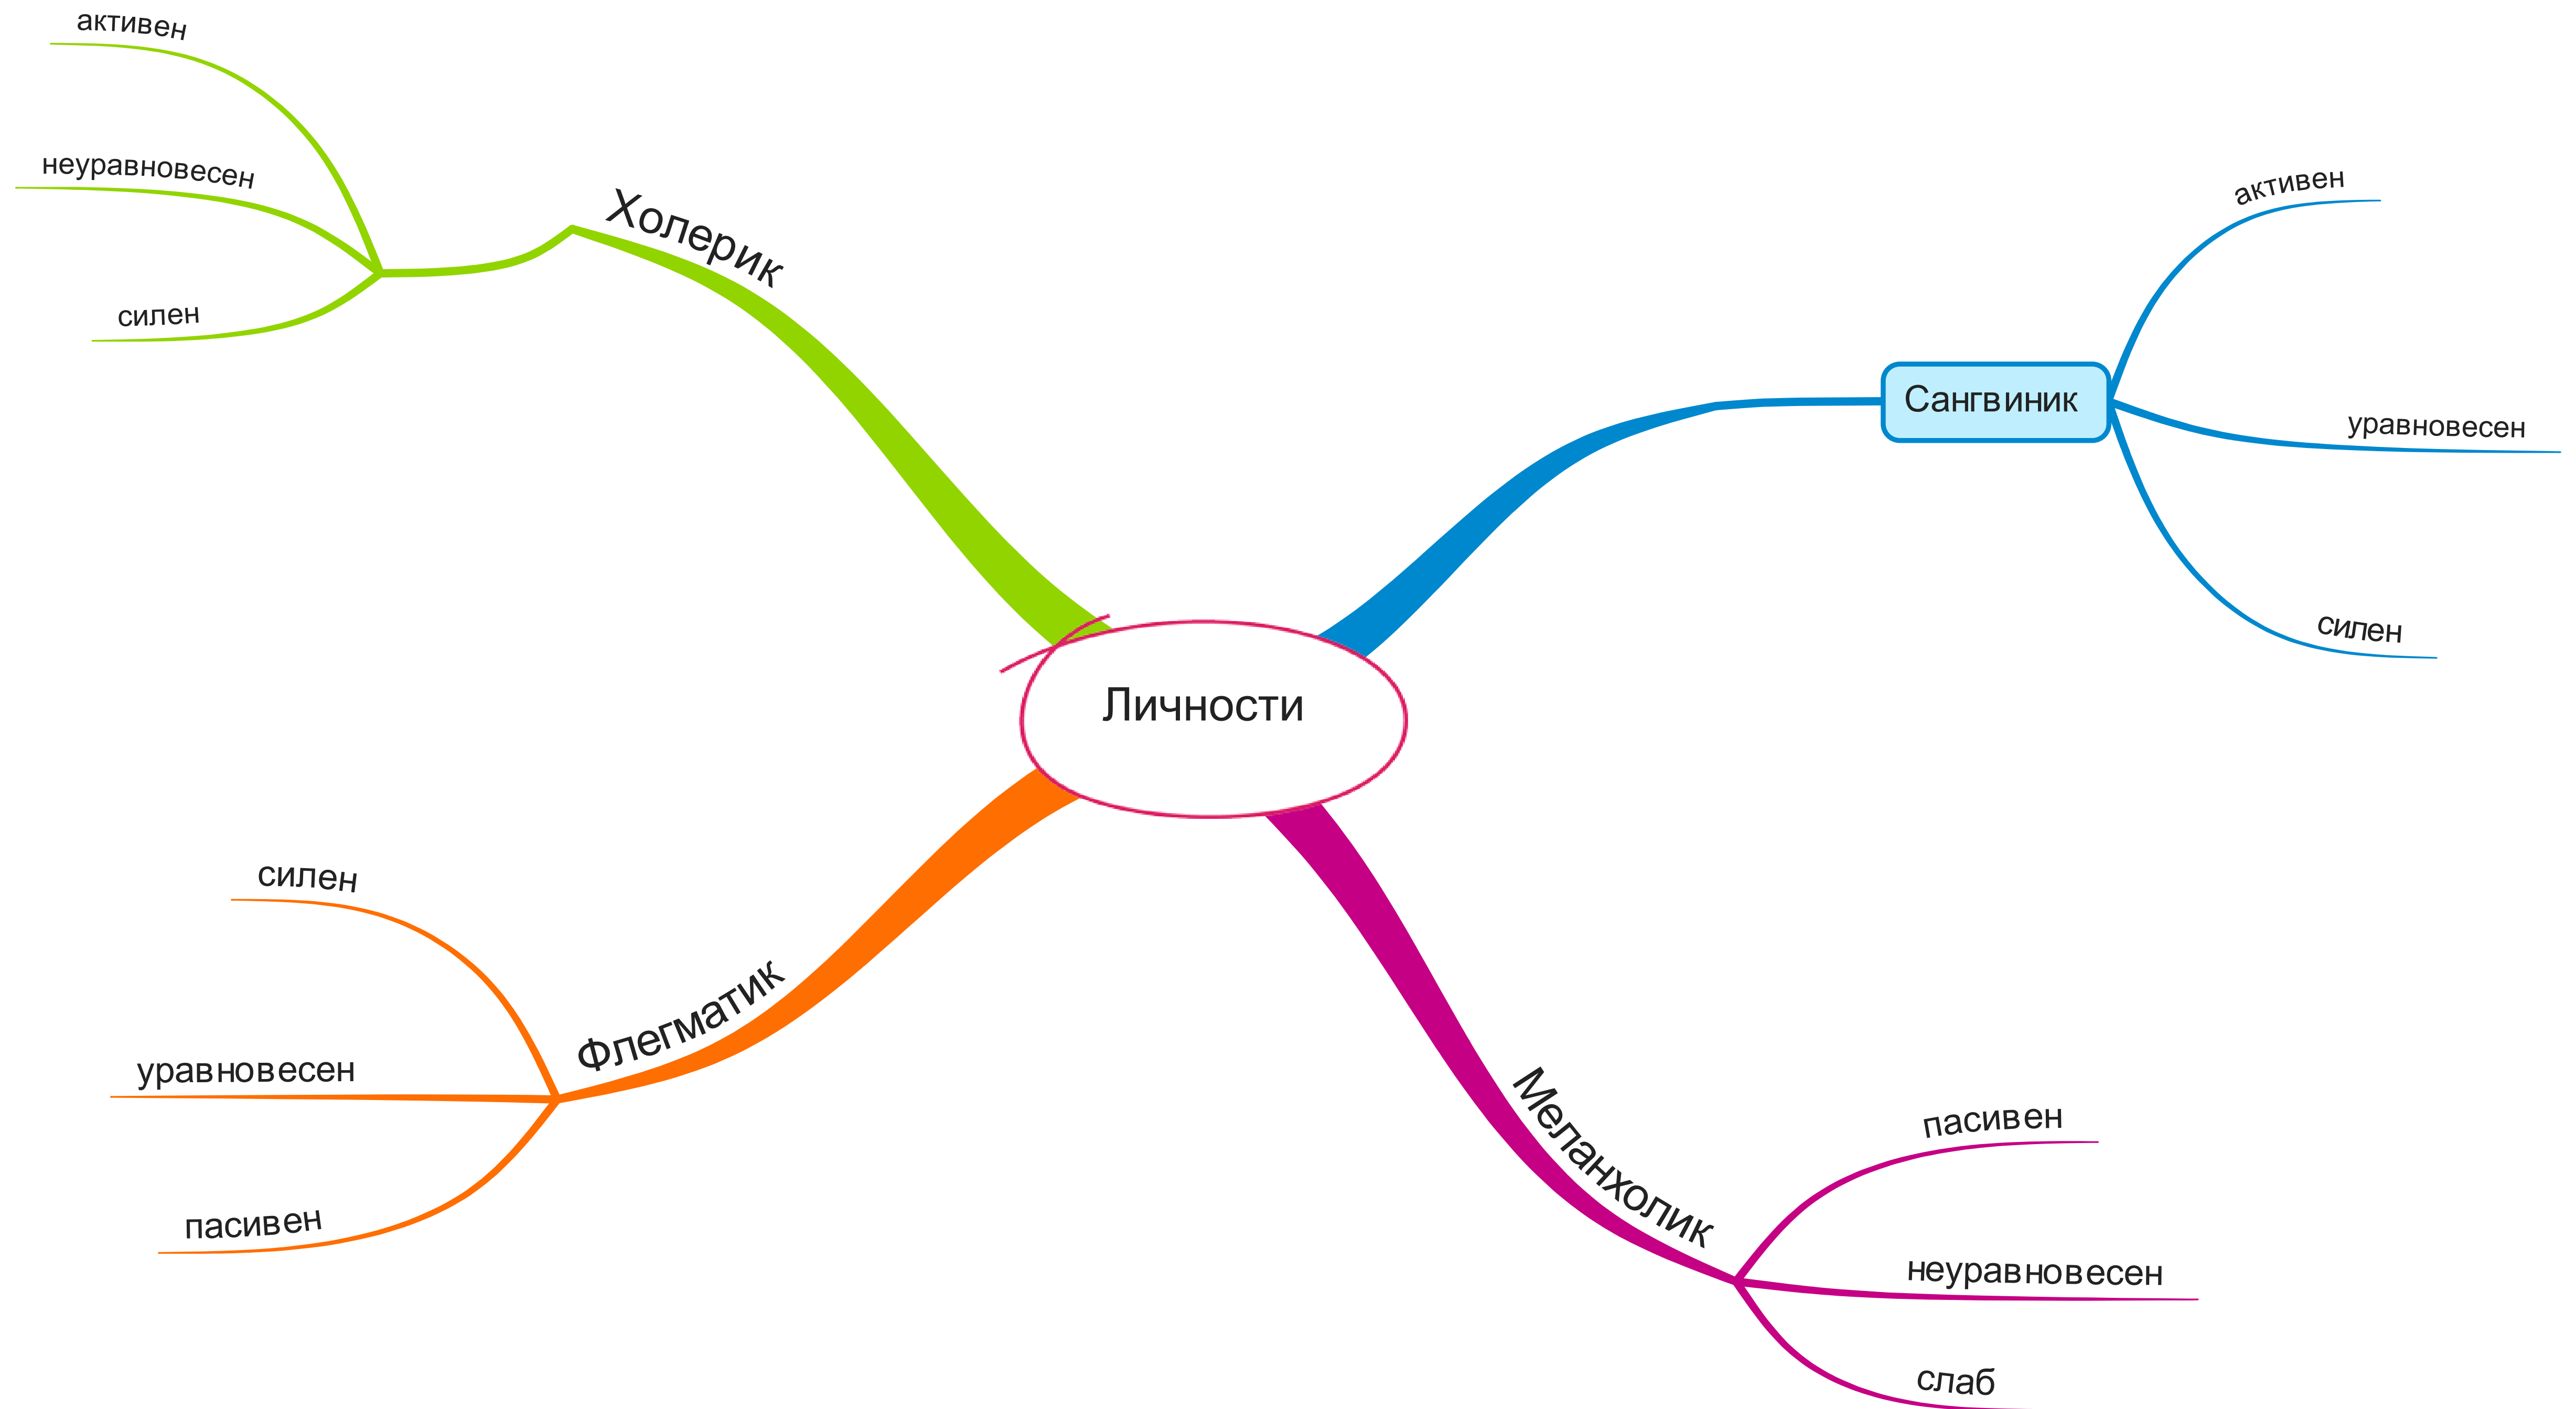 активен
неуравновесен
силен
Холерик
активен
Сангвиник
уравновесен
силен
Личности
силен
Флегматик
уравновесен
пасивен
Меланхолик
пасивен
неуравновесен
слаб